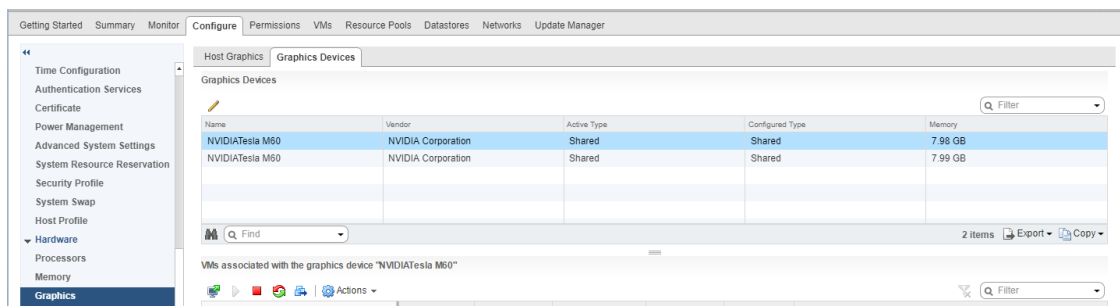 Getting Started Summary Monitor Configure Permissions VMs Resource Pools Datastores Networks Update Manager
Time Configuration
Authentication Services
Certificate
Power Management
Advanced System Settings
System Resource Reservation
Security Profile
System Swap
Host Profile
Hardware
Processors
Memory
Graphics
Host Graphics Graphics Devices
Graphics Devices
Filter
Name Vendor Active Type Configured Type Memory
NVIDIATesla M60 NVIDIA Corporation Shared Shared 7.98 GB
NVIDIATesla M60 NVIDIA Corporation Shared Shared 7.99 GB
Find 2 items Export Copy
VMs associated with the graphics device "NVIDIATesla M60"
Actions Filter